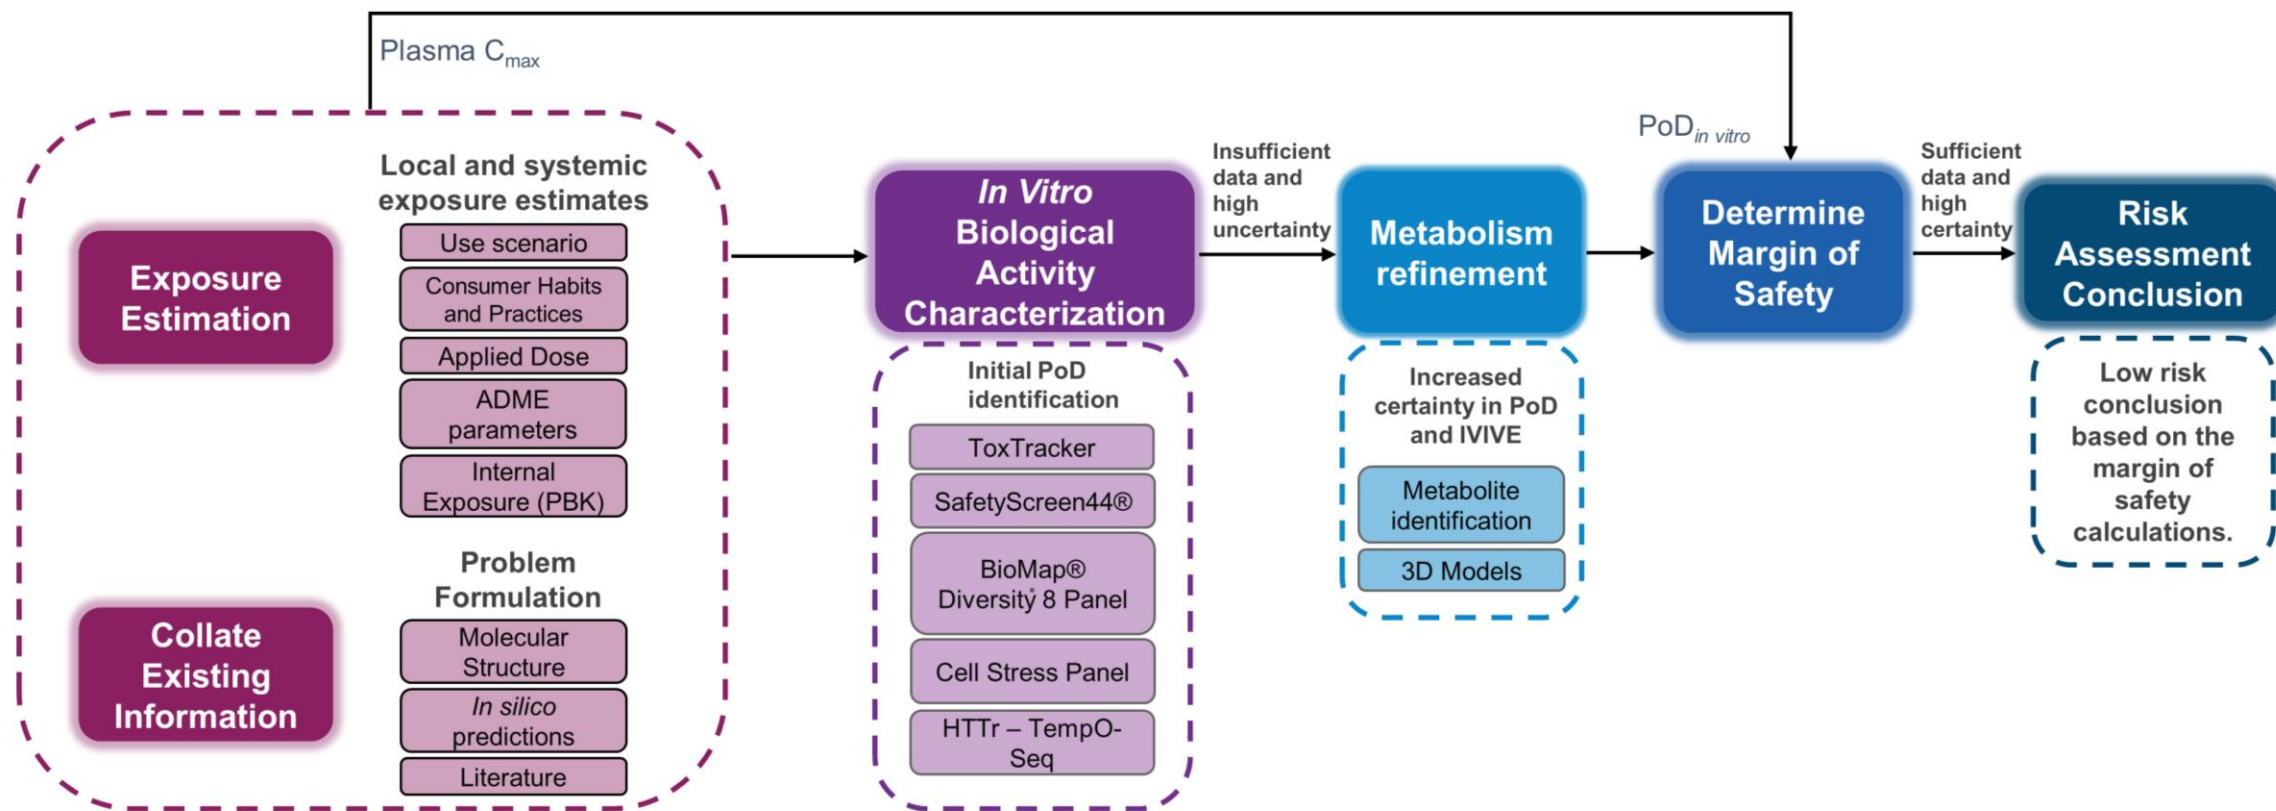 Plasma Cmax
Local and systemic
exposure estimates
Exposure
Estimation
Use scenario
Consumer Habits
and Practices
Applied Dose
ADME
parameters
Internal
Exposure (PBK)
Problem
Formulation
Collate
Existing
Information
Molecular
Structure
In silico
predictions
Literature
In Vitro
Biological
Activity
Characterization
Initial PoD
identification
ToxTracker
SafetyScreen44®
BioMap®
Diversity 8 Panel
Cell Stress Panel
HTTr – TempO-
Seq
Insufficient
data and
high
uncertainty
Metabolism
refinement
Increased
certainty in PoD
and IVIVE
Metabolite
identification
3D Models
PoDin vitro
Determine
Margin of
Safety
Sufficient
data and
high
certainty
Risk
Assessment
Conclusion
Low risk
conclusion
based on the
margin of
safety
calculations.